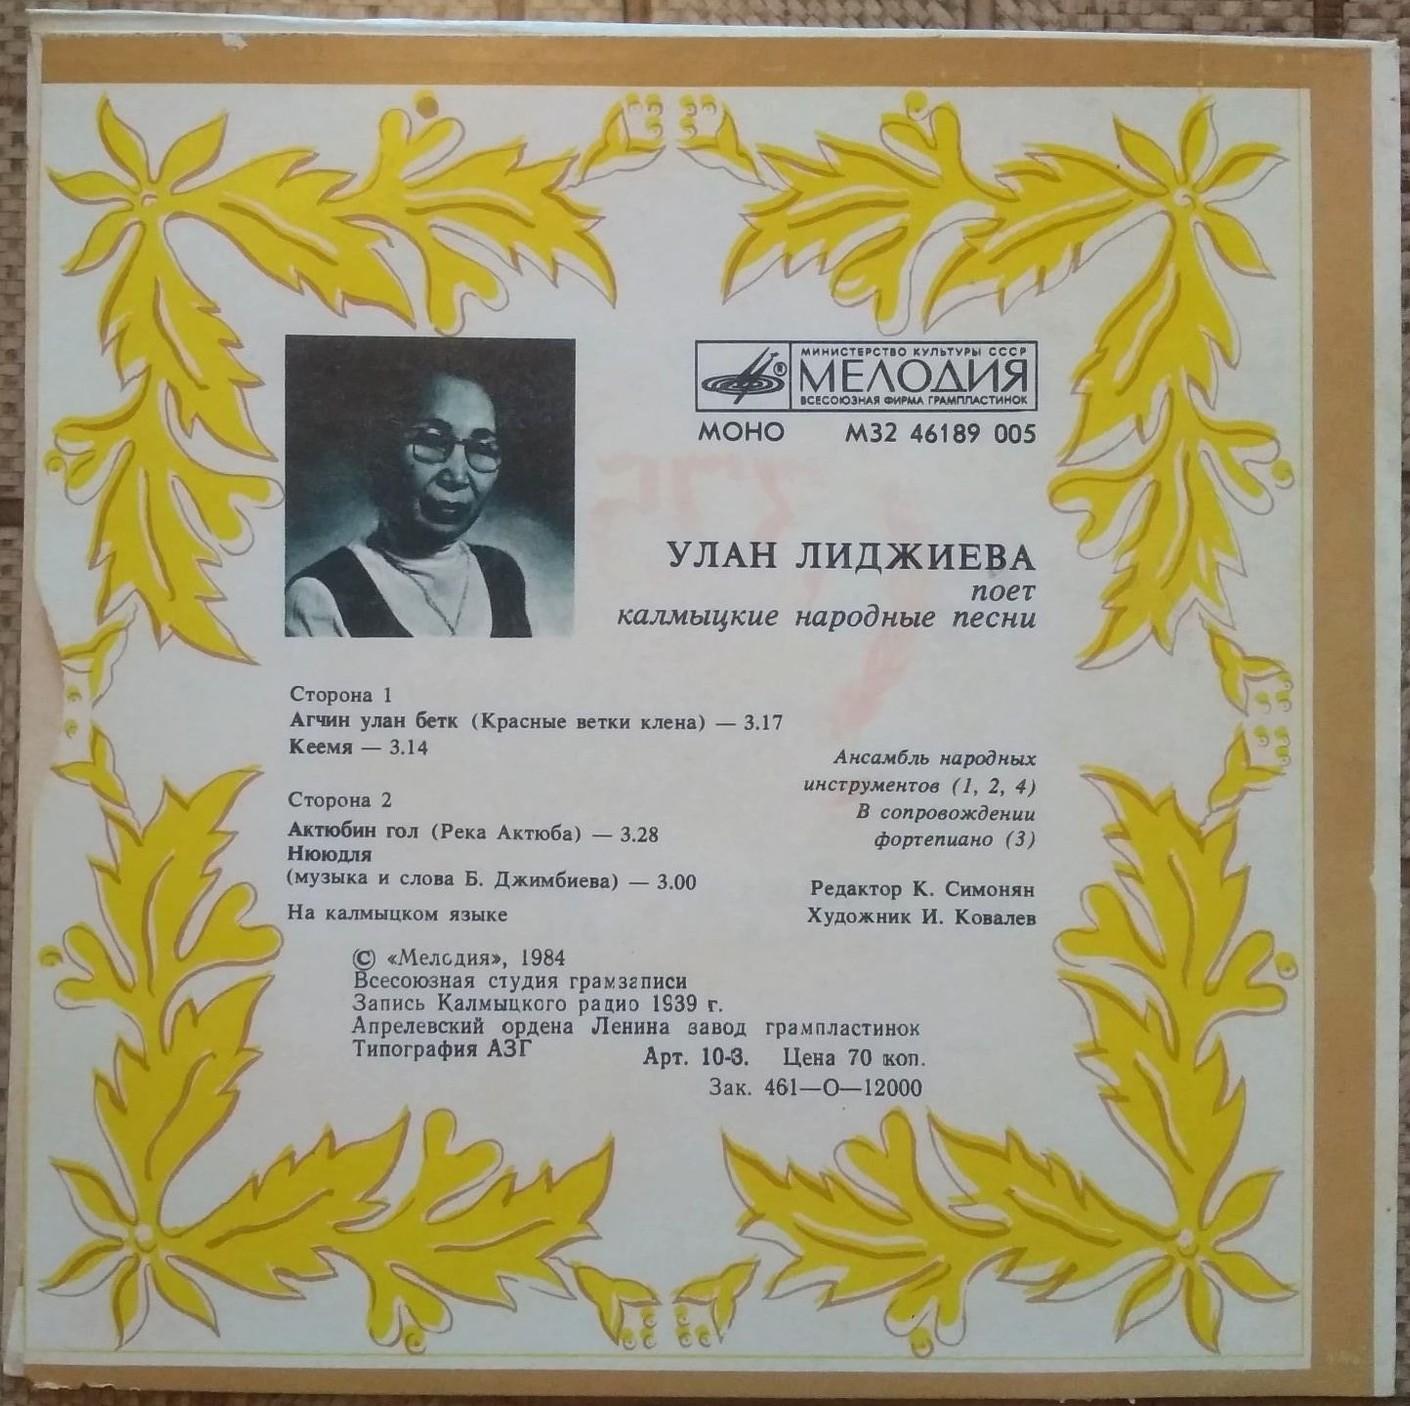 МИНИСТЕРСТВО КУЛЬТУРЫ СССР
® МЕЛОДИЯ
ВСЕСОЮЗНАЯ ФИРМА ГРАМПЛАСТИНОК
МОНО М32 46189 005
УЛАН ЛИДЖИЕВА
поет
калмыцкие народные песни
Сторона 1
Агчин улан бетк (Красные ветки клена) — 3.17
Кеемя — 3.14
Сторона 2
Актюбин гол (Река Актюба) — 3.28
Нююдля
(музыка и слова Б. Джимбиева) — 3.00
На калмыцком языке
Ансамбль народных
инструментов (1, 2, 4)
В сопровождении
фортепиано (3)
Редактор К. Симонян
Художник И. Ковалев
© «Мелодия», 1984
Всесоюзная студия грамзаписи
Запись Калмыцкого радио 1939 г.
Апрелевский ордена Ленина завод грампластинок
Типография АЗГ Арт. 10-3. Цена 70 коп.
Зак. 461—О—12000